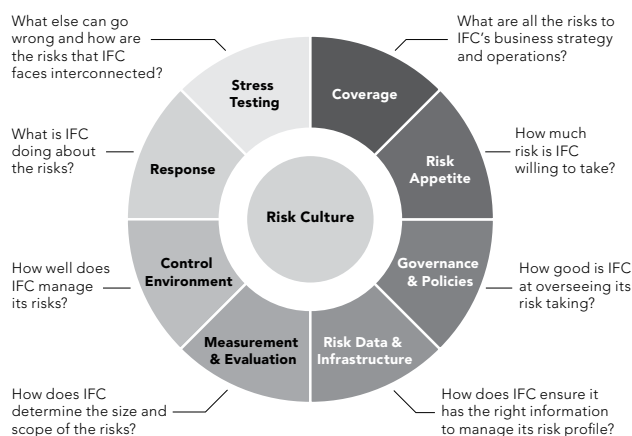 What else can go
wrong and how are
the risks that IFC
faces interconnected?
What are all the risks to
IFC's business strategy
and operations?
Stress
Testing
Coverage
What is IFC
doing about
the risks?
Response
Risk
Appetite
How much
risk is IFC
willing to take?
Risk Culture
How well does
IFC manage
its risks?
Control
Environment
Governance
& Policies
How good is IFC
at overseeing its
risk taking?
Measurement
& Evaluation
Risk Data &
Infrastructure
How does IFC
determine the size and
scope of the risks?
How does IFC ensure it
has the right information
to manage its risk profile?